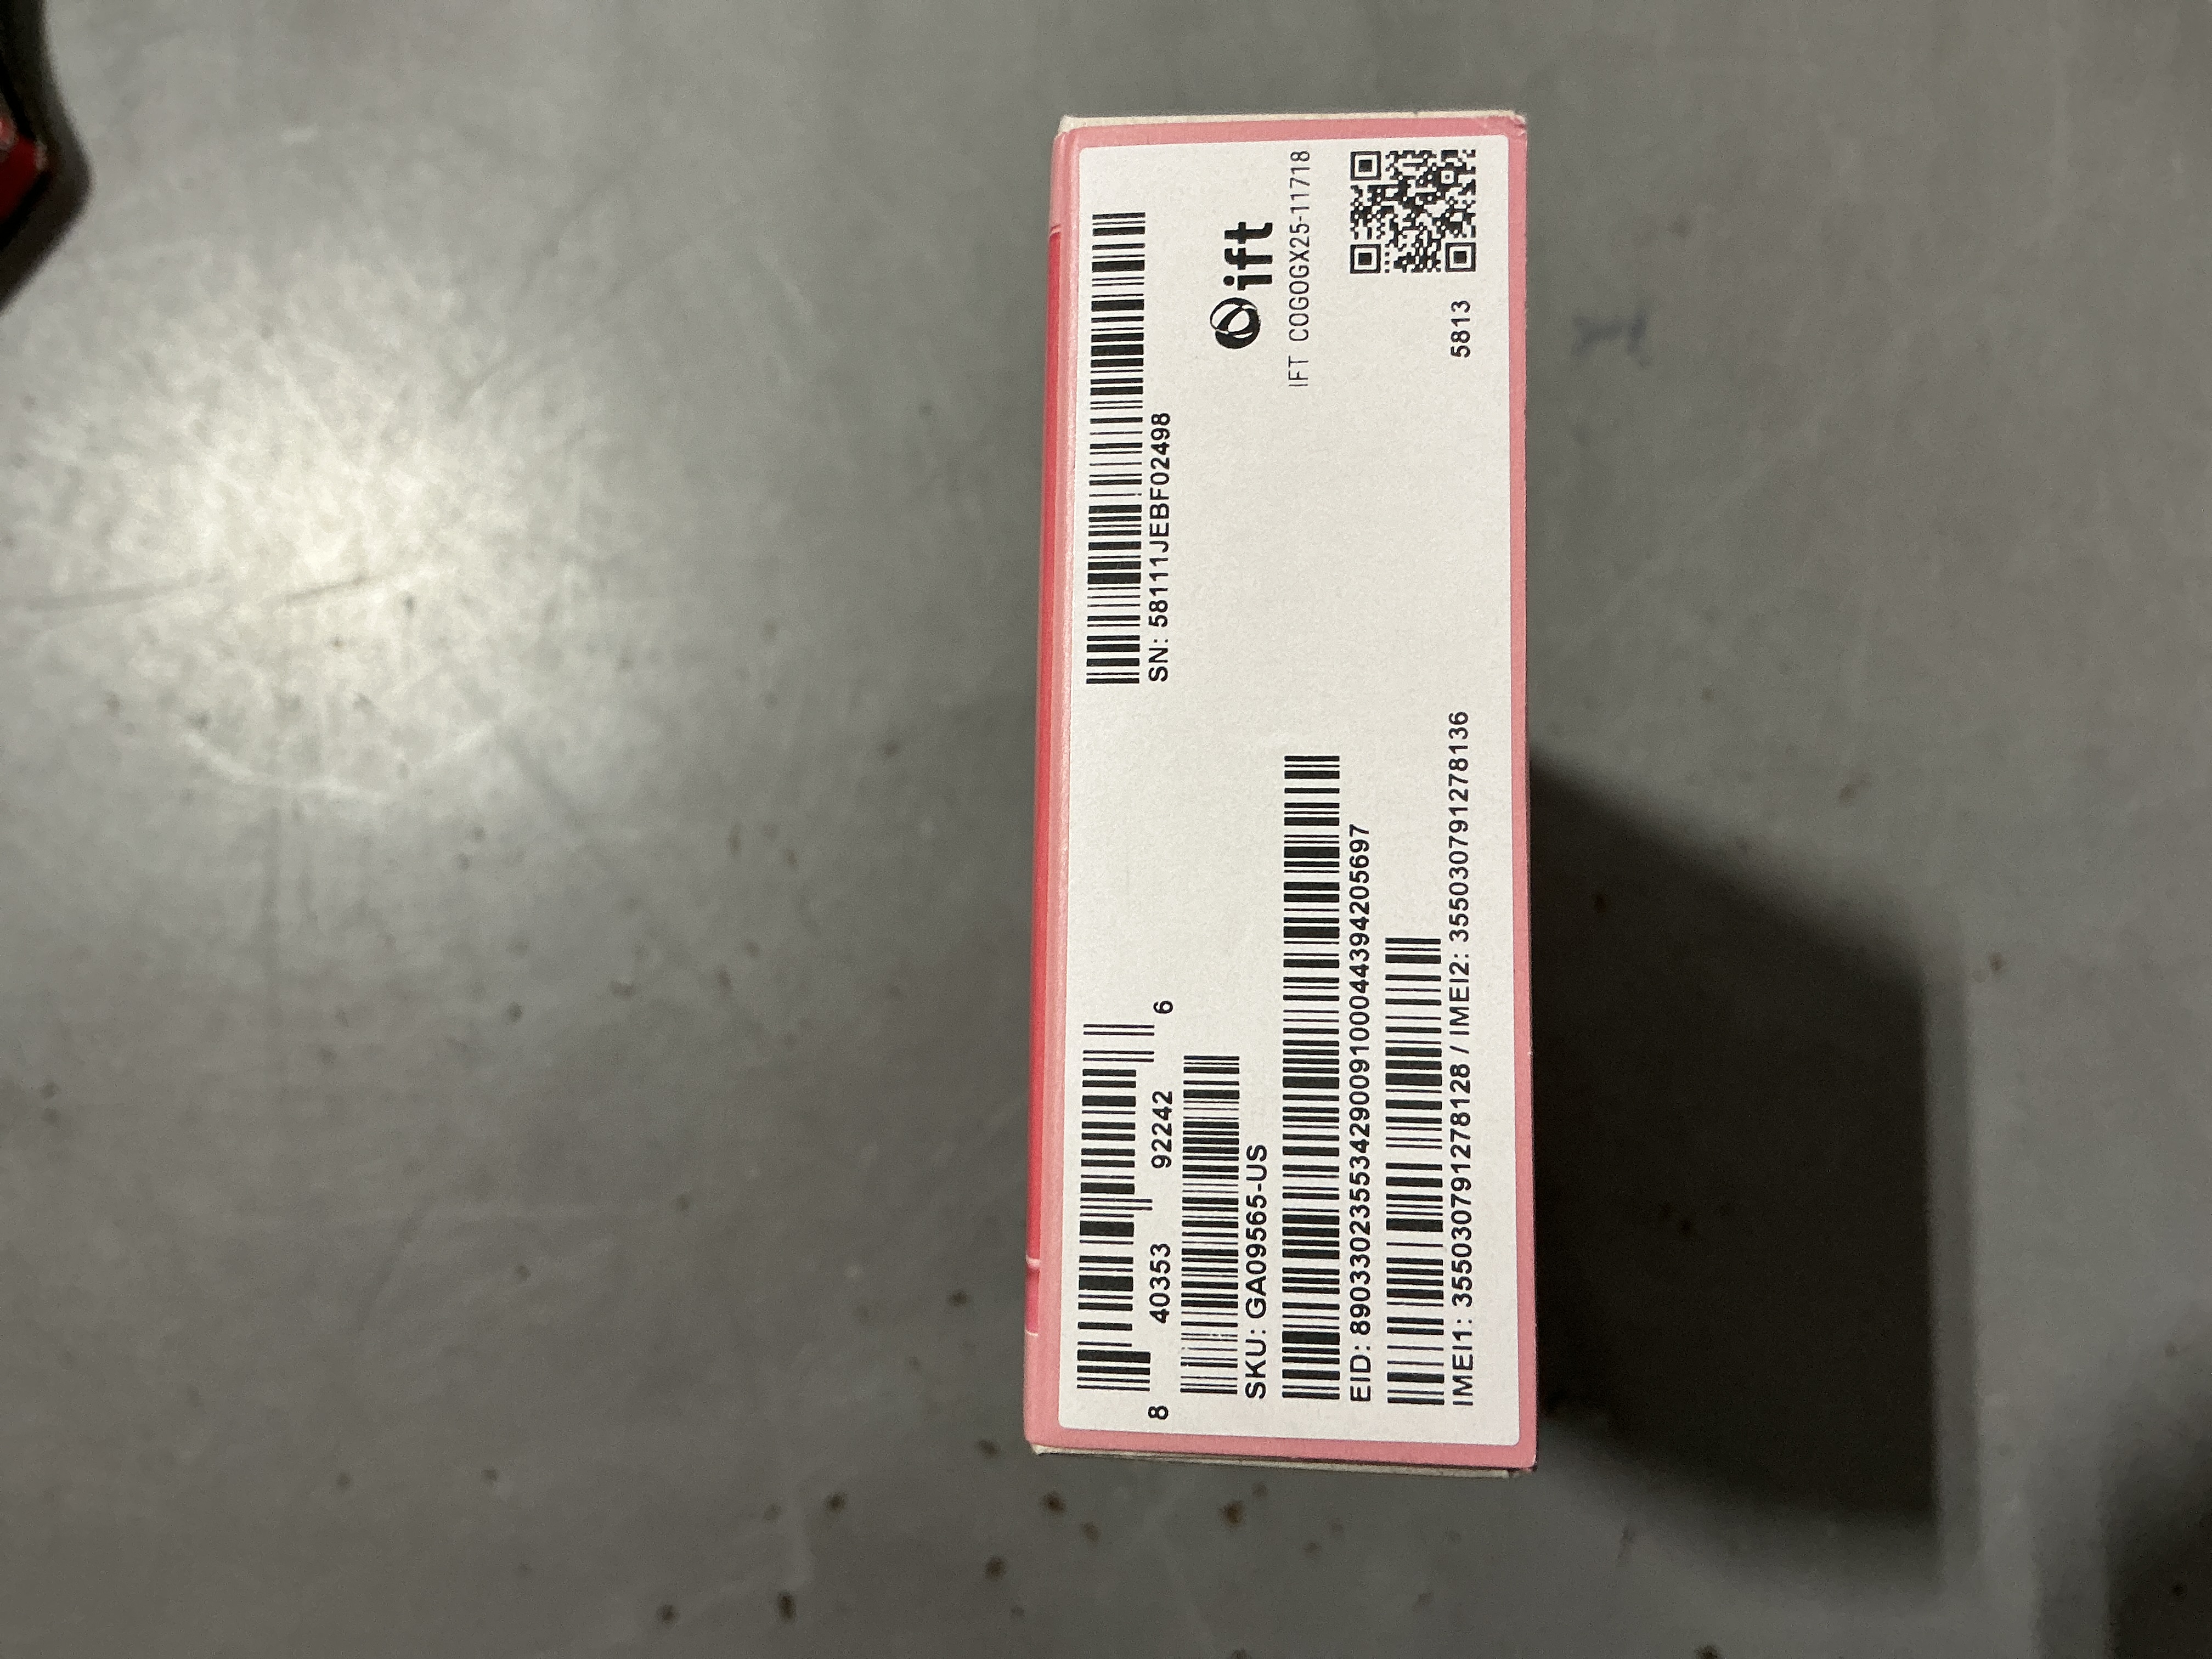 8 40353 92242 6
SKU: GA09565-US
EID: 89033023553429009100044394205697
IMEI1: 355030791278128 / IMEI2: 355030791278136
SN: 58111JEBF02498
ift
IFT COGOGX25-11718
5813